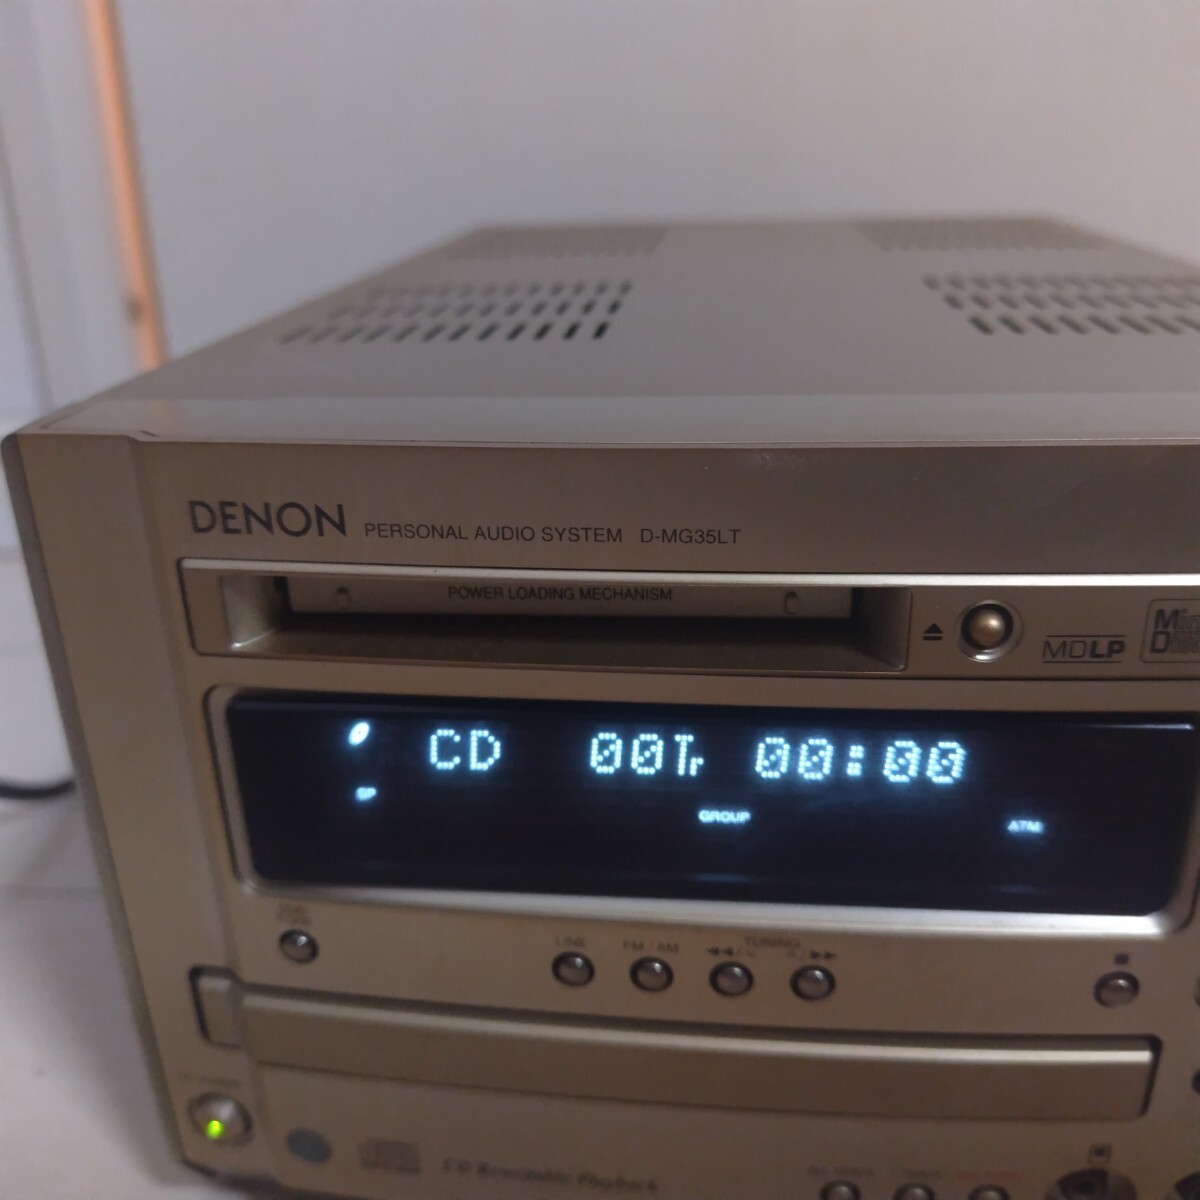 DENON PERSONAL AUDIO SYSTEM D-MG35LT
POWER LOADING MECHANISM
MDLP
CD 00Tr 00:00
SP
GROUP
ATM
LINE FM / AM TUNING
CD Rewritable Playback